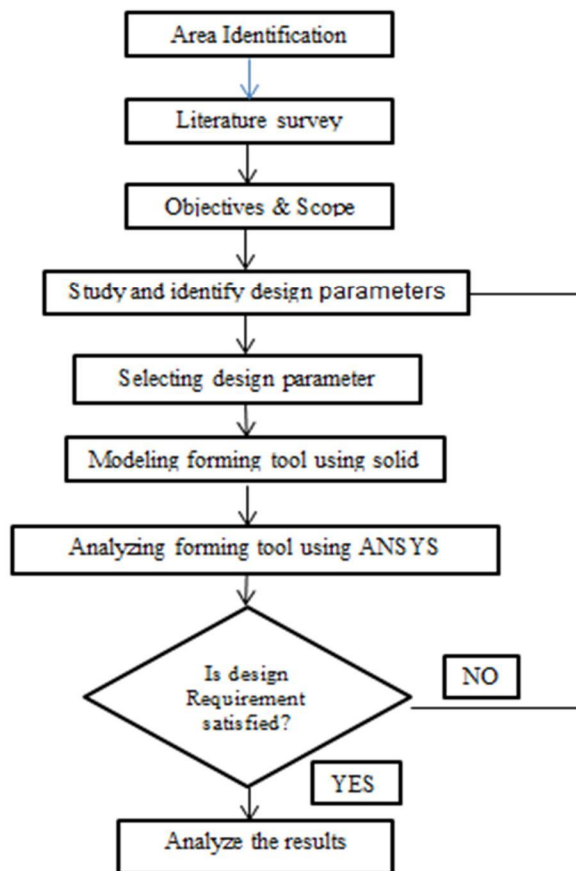 Area Identification
Literature survey
Objectives & Scope
Study and identify design parameters
Selecting design parameter
Modeling forming tool using solid
Analyzing forming tool using ANSYS
Is design
Requirement
satisfied?
NO
YES
Analyze the results